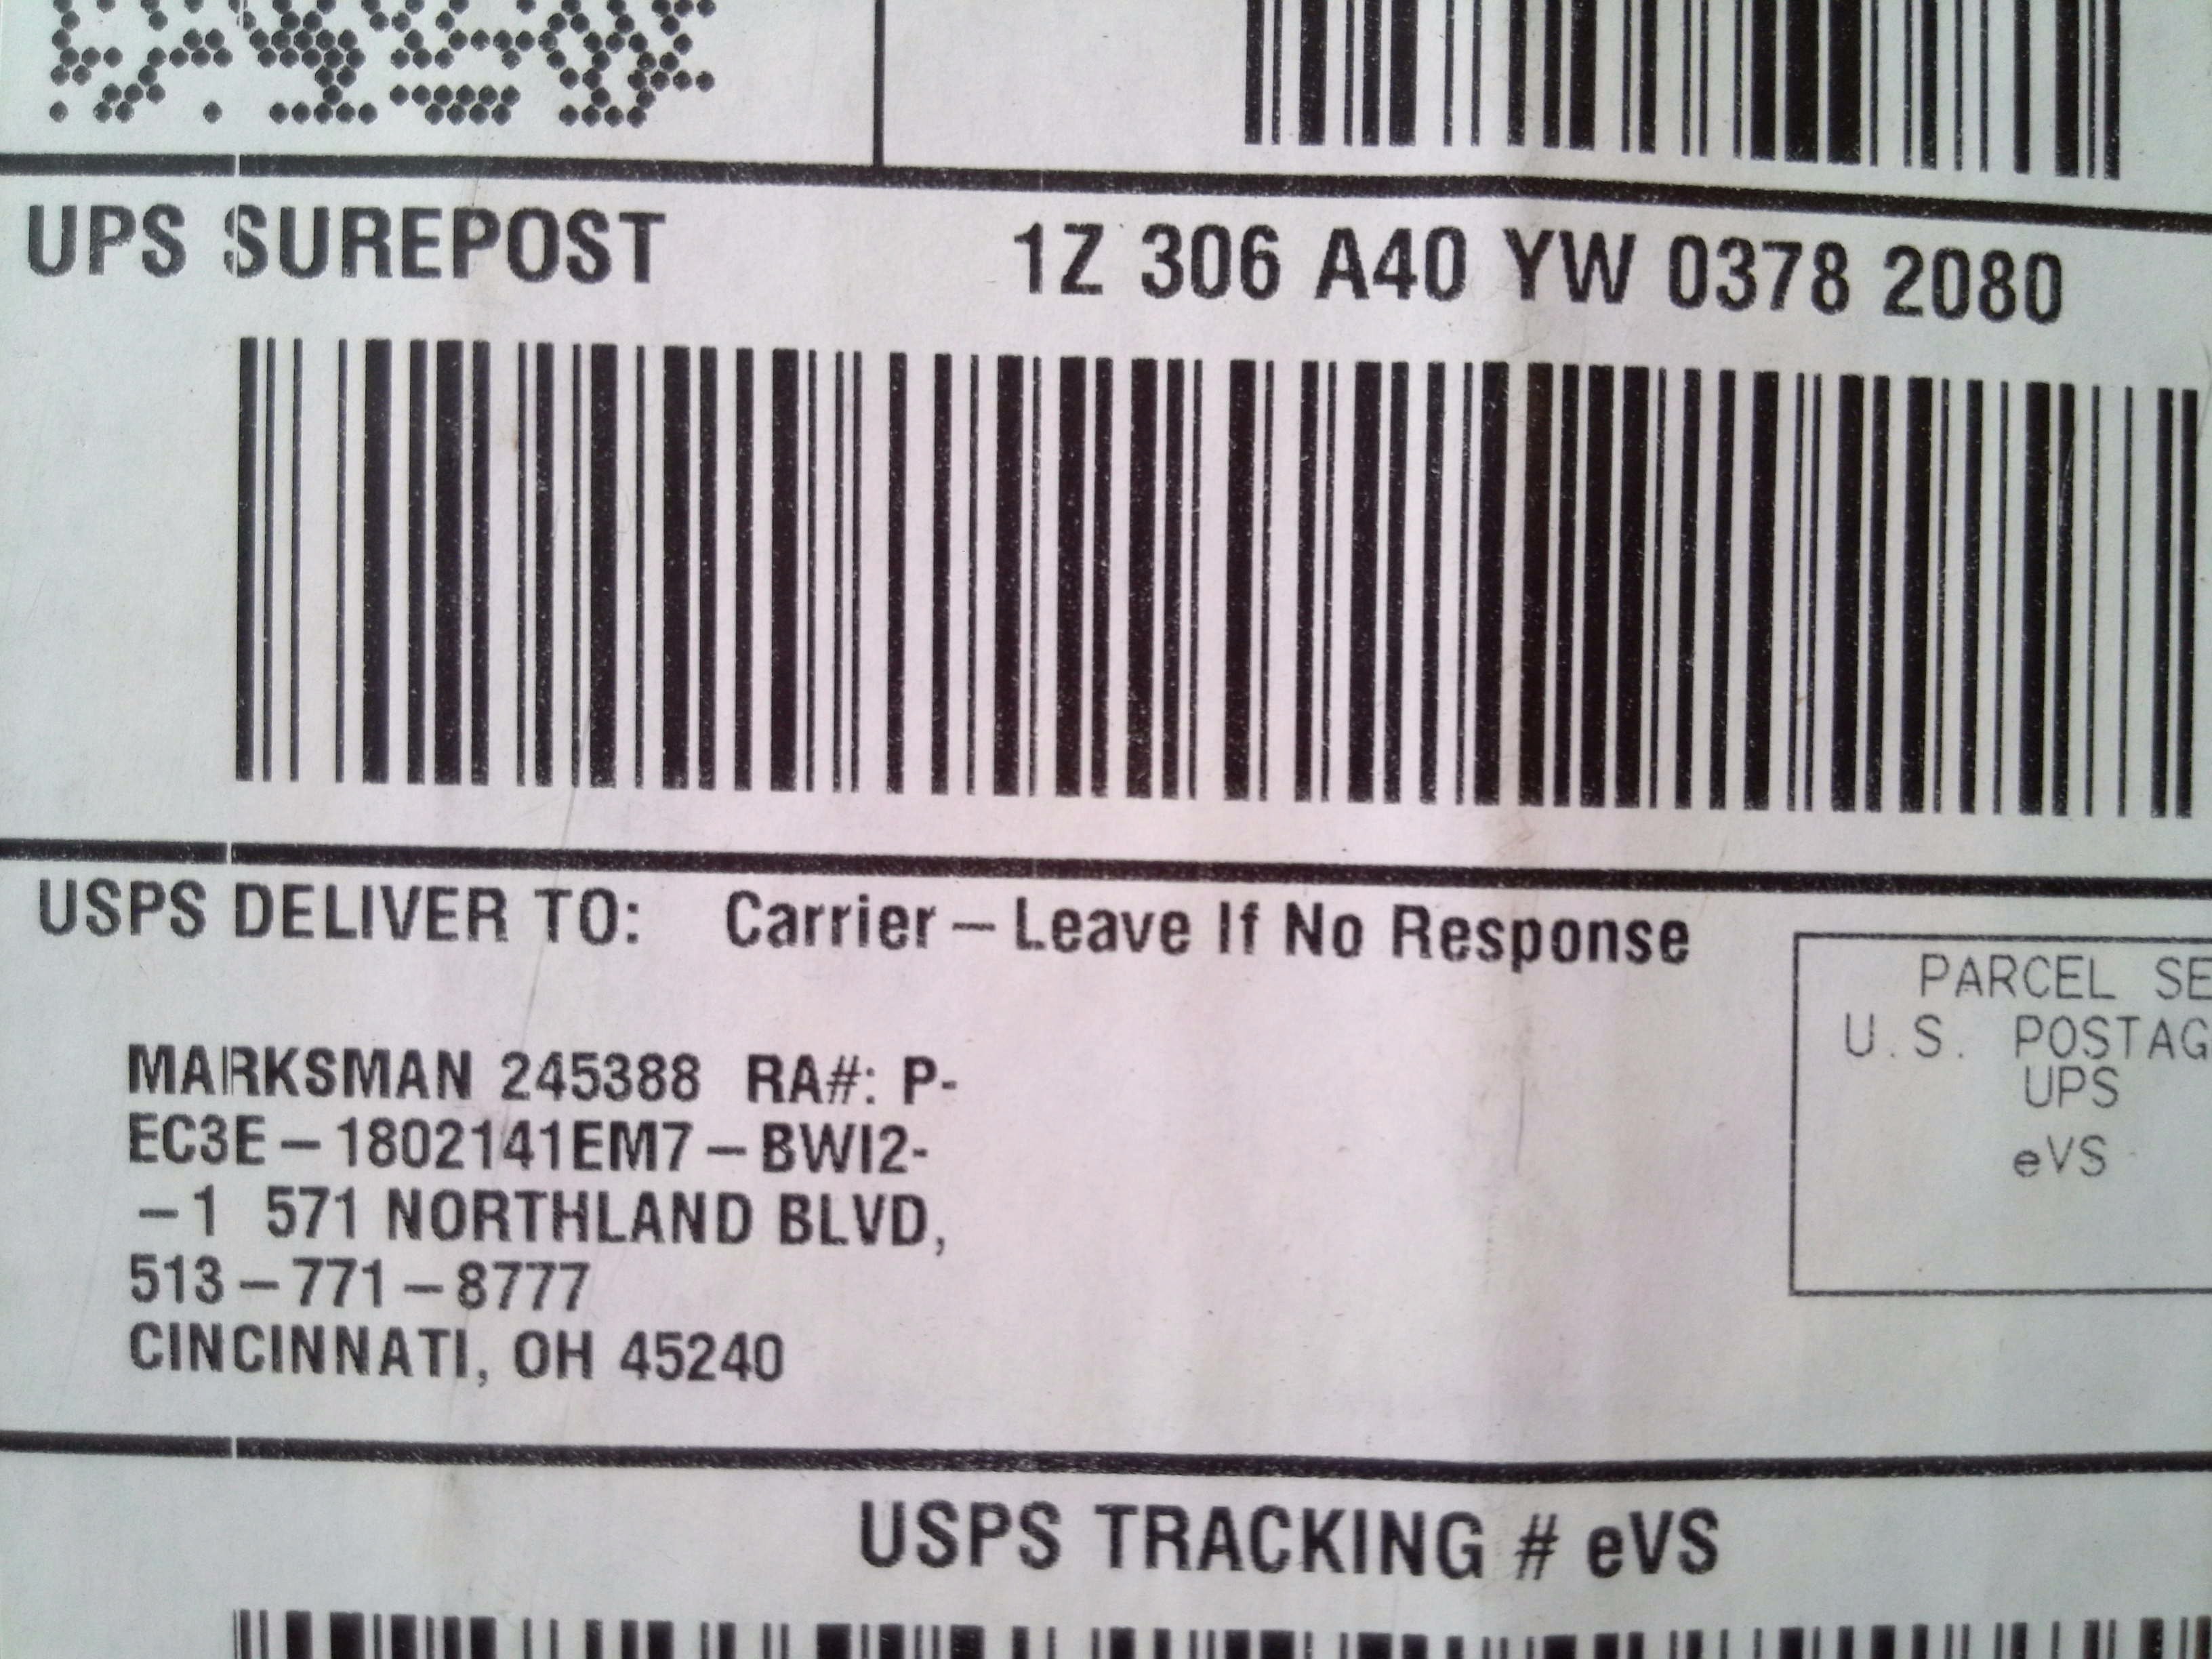 UPS SUREPOST 1Z 306 A40 YW 0378 2080
USPS DELIVER TO: Carrier – Leave If No Response
PARCEL SE
U.S. POSTAG
UPS
eVS
MARKSMAN 245388 RA#: P-
EC3E – 1802141EM7 – BWI2-
– 1 571 NORTHLAND BLVD,
513 – 771 – 8777
CINCINNATI, OH 45240
USPS TRACKING # eVS